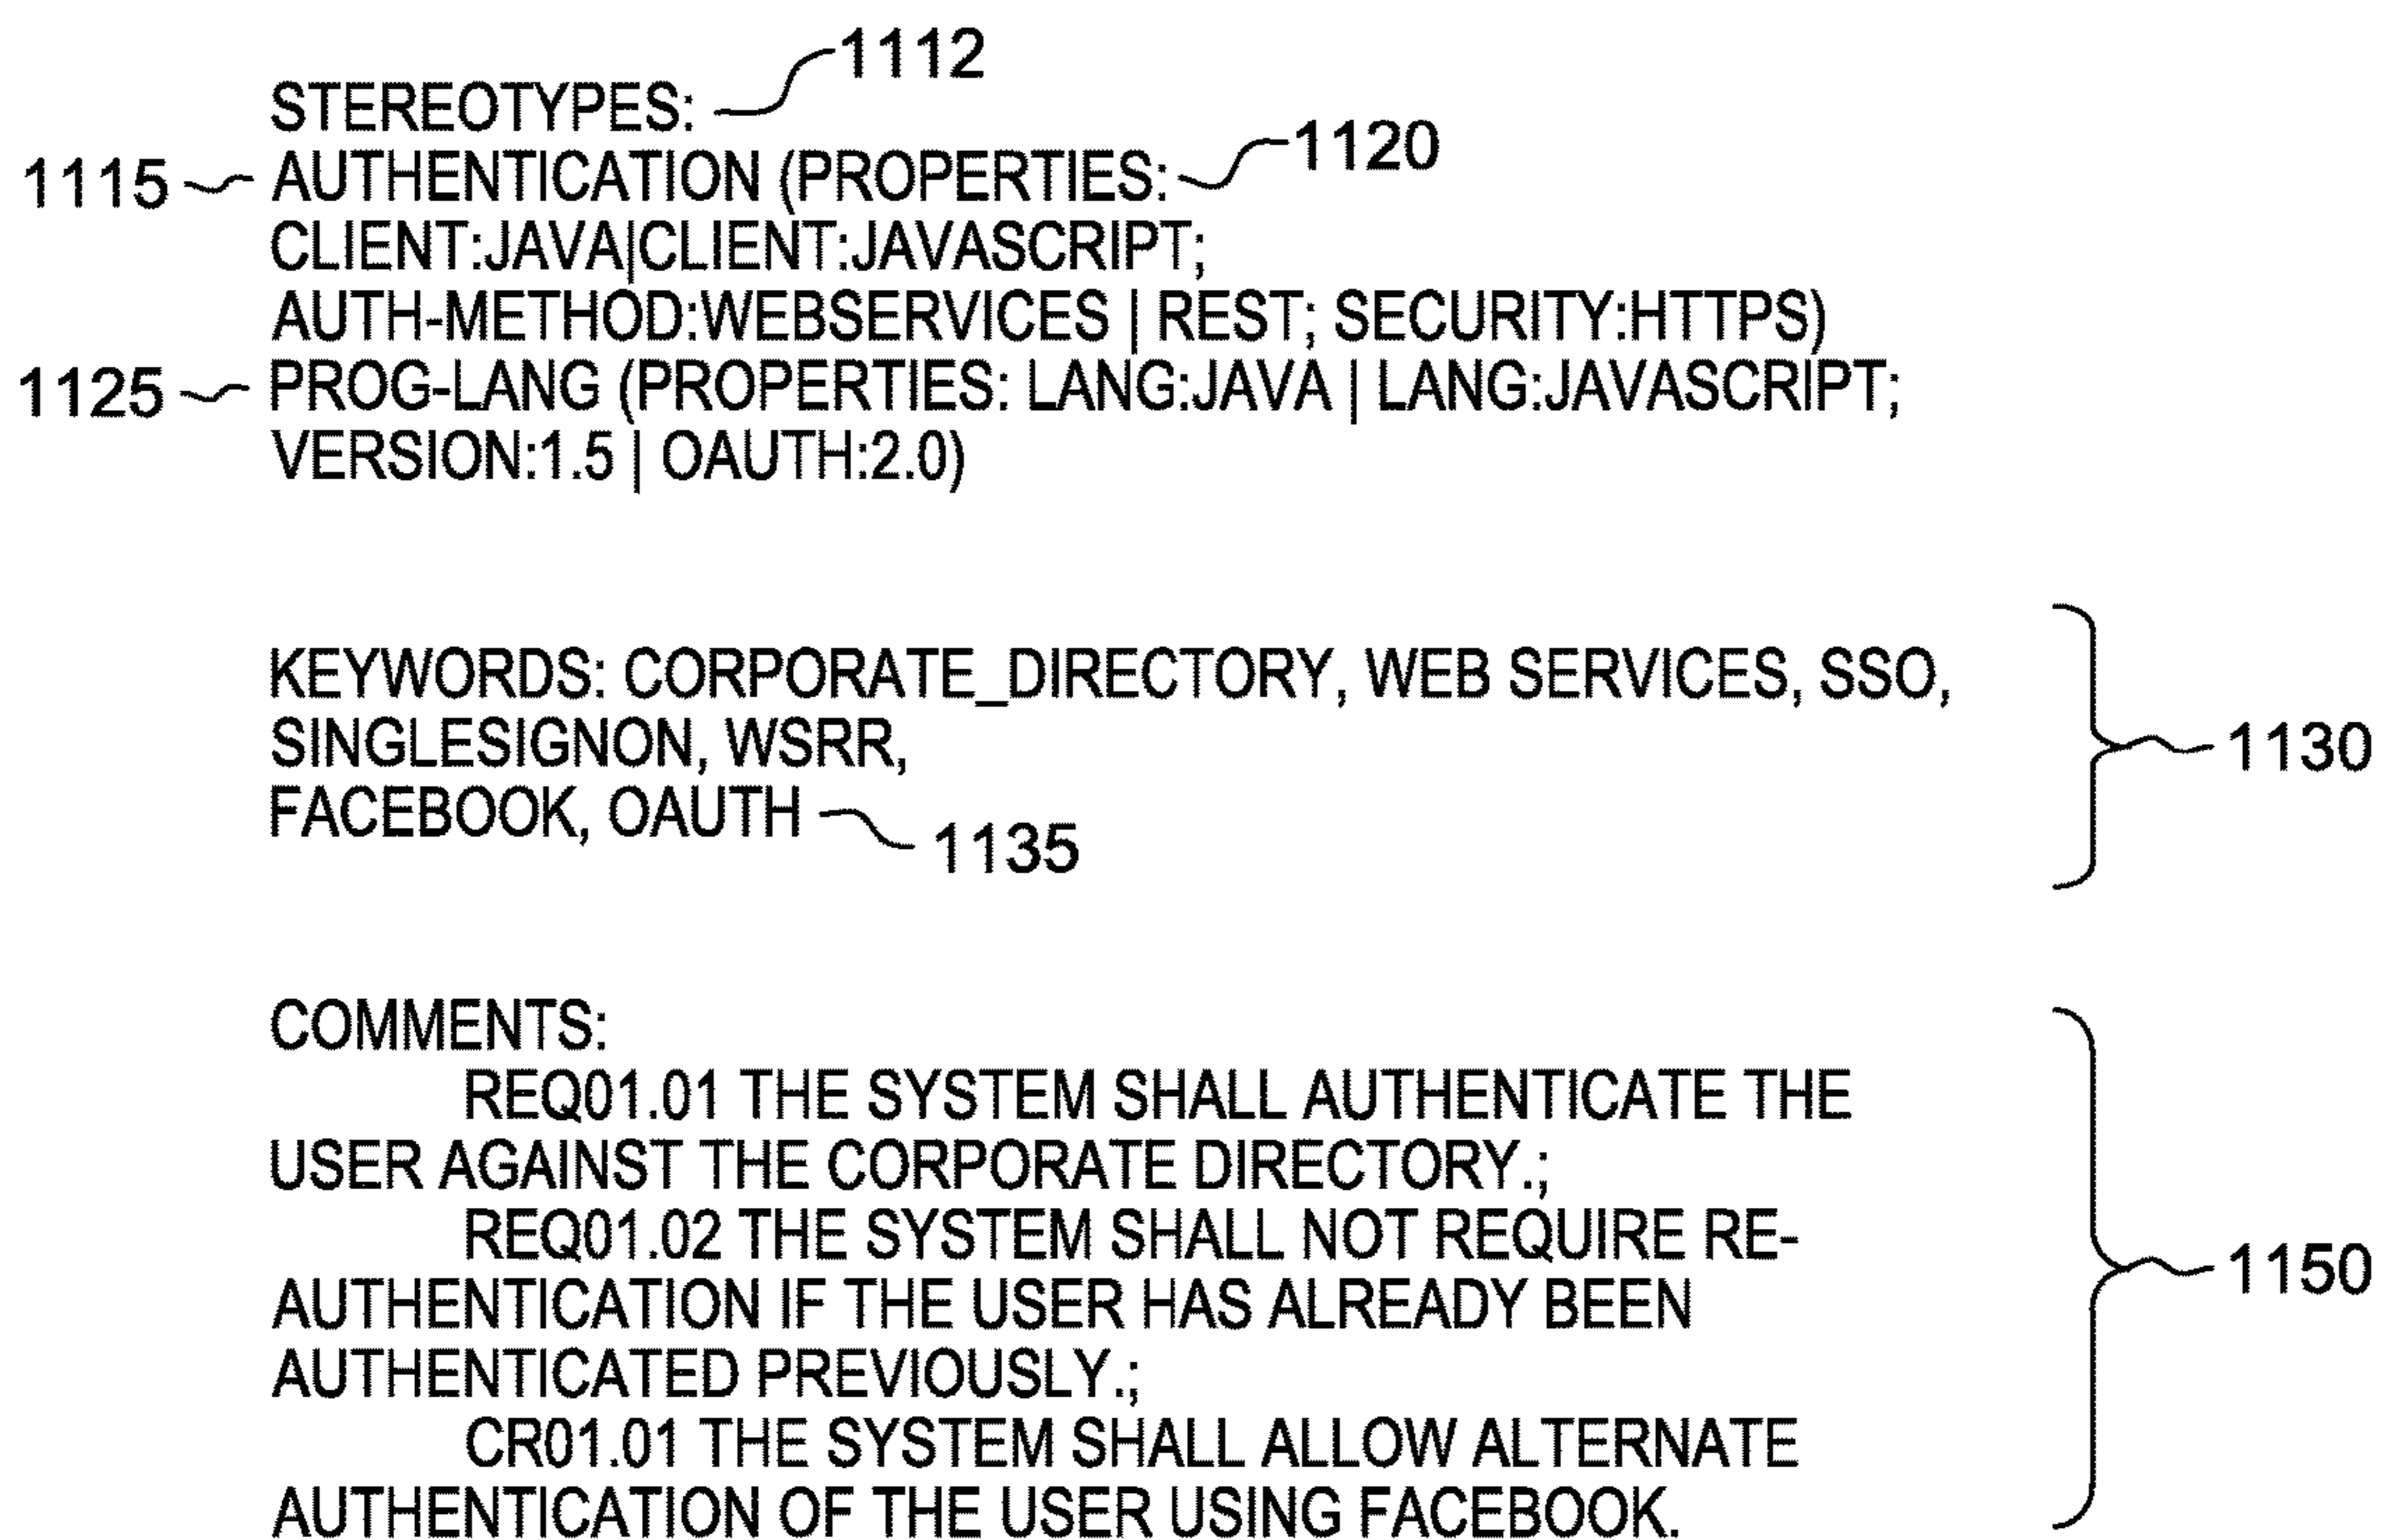 1112
STEREOTYPES:
1120
1115 AUTHENTICATION (PROPERTIES:
CLIENT:JAVA|CLIENT:JAVASCRIPT;
AUTH-METHOD:WEBSERVICES | REST; SECURITY:HTTPS)
1125 PROG-LANG (PROPERTIES: LANG:JAVA | LANG:JAVASCRIPT;
VERSION:1.5 | OAUTH:2.0)
KEYWORDS: CORPORATE_DIRECTORY, WEB SERVICES, SSO,
SINGLESIGNON, WSRR,
1130
FACEBOOK, OAUTH
1135
COMMENTS:
REQ01.01 THE SYSTEM SHALL AUTHENTICATE THE
USER AGAINST THE CORPORATE DIRECTORY.;
REQ01.02 THE SYSTEM SHALL NOT REQUIRE RE-
1150
AUTHENTICATION IF THE USER HAS ALREADY BEEN
AUTHENTICATED PREVIOUSLY.;
CR01.01 THE SYSTEM SHALL ALLOW ALTERNATE
AUTHENTICATION OF THE USER USING FACEBOOK.